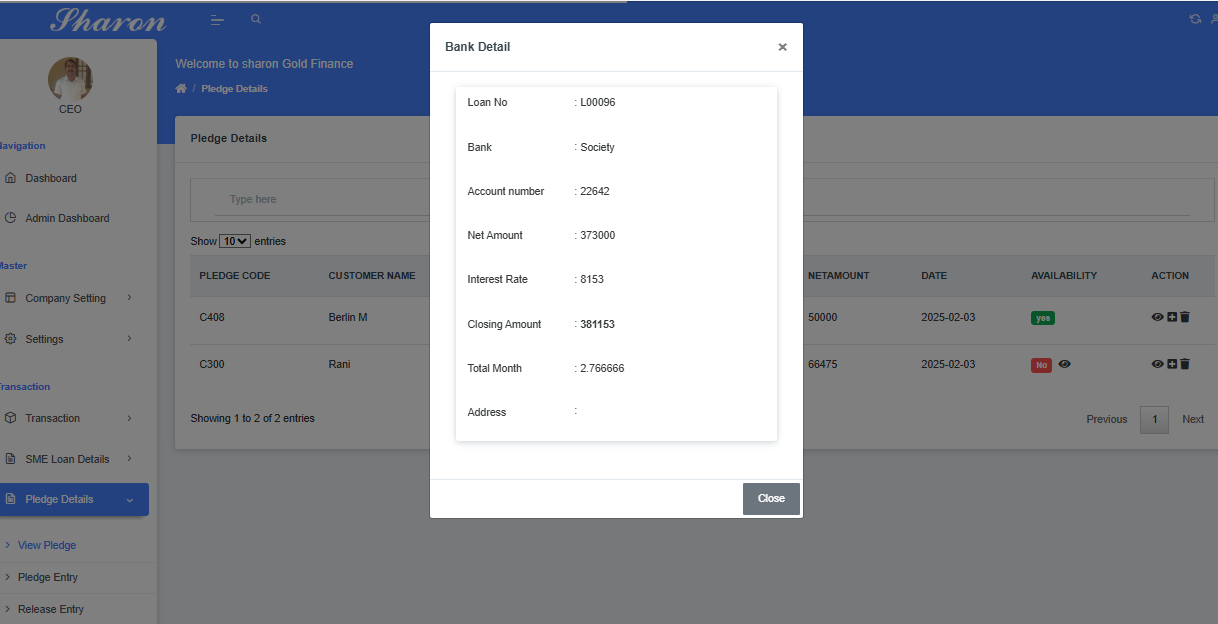 Sharon
CEO
Navigation
Dashboard
Admin Dashboard
Master
Company Setting
Settings
Transaction
Transaction
SME Loan Details
Pledge Details
View Pledge
Pledge Entry
Release Entry
Welcome to sharon Gold Finance
/ Pledge Details
Pledge Details
Type here
Show 10 entries
PLEDGE CODE CUSTOMER NAME NETAMOUNT DATE AVAILABILITY ACTION
C408 Berlin M 50000 2025-02-03 yes
C300 Rani 66475 2025-02-03 No
Showing 1 to 2 of 2 entries
Previous 1 Next
Bank Detail ×
Loan No : L00096
Bank : Society
Account number : 22642
Net Amount : 373000
Interest Rate : 8153
Closing Amount : 381153
Total Month : 2.766666
Address :
Close